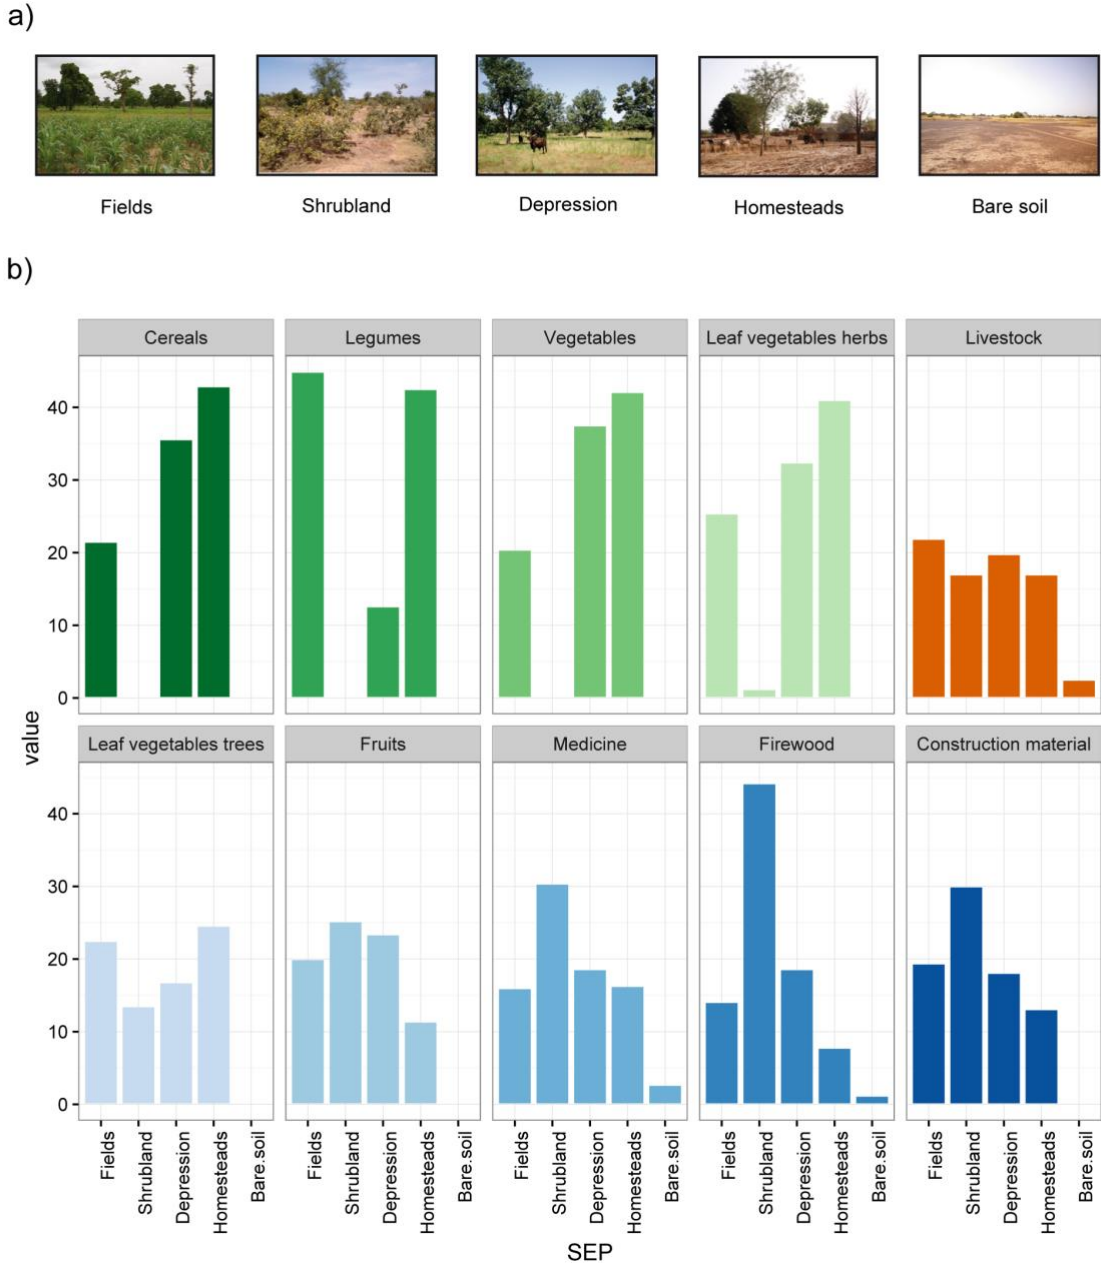 a)
Fields Shrubland Depression Homesteads Bare soil
b)
Cereals Legumes Vegetables Leaf vegetables herbs Livestock
40
30
20
10
0
value
Leaf vegetables trees Fruits Medicine Firewood Construction material
40
30
20
10
0
Fields Shrubland Depression Homesteads Bare.soil Fields Shrubland Depression Homesteads Bare.soil Fields Shrubland Depression Homesteads Bare.soil Fields Shrubland Depression Homesteads Bare.soil Fields Shrubland Depression Homesteads Bare.soil
SEP